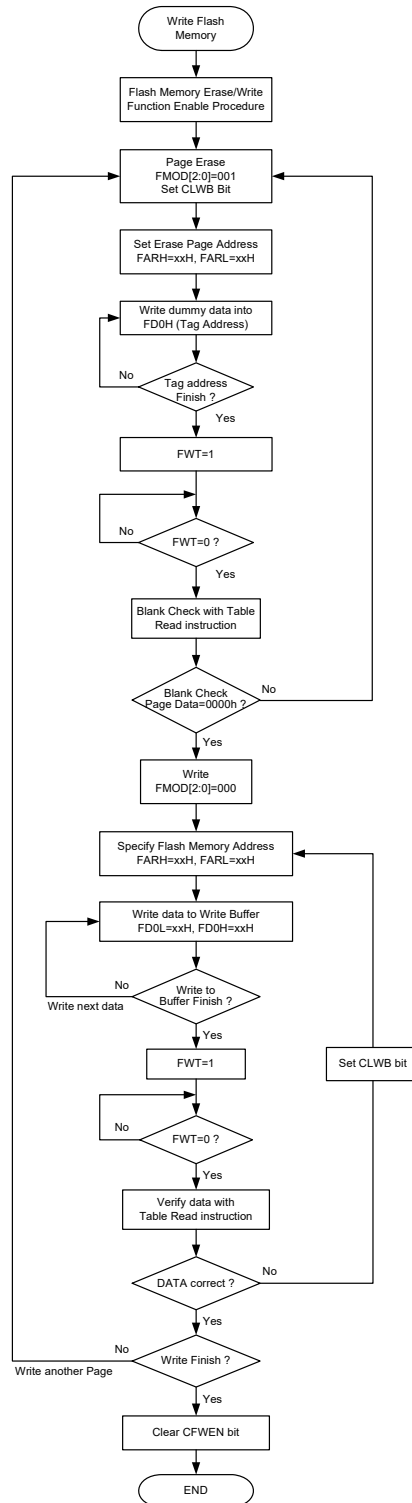 Write Flash
Memory
Flash Memory Erase/Write
Function Enable Procedure
Page Erase
FMOD[2:0]=001
Set CLWB Bit
Set Erase Page Address
FARH=xxH, FARL=xxH
Write dummy data into
FD0H (Tag Address)
No
Tag address
Finish ?
Yes
FWT=1
No
FWT=0 ?
Yes
Blank Check with Table
Read instruction
No
Blank Check
Page Data=0000h ?
Yes
Write
FMOD[2:0]=000
Specify Flash Memory Address
FARH=xxH, FARL=xxH
Write data to Write Buffer
FD0L=xxH, FD0H=xxH
No
Write next data
Write to
Buffer Finish ?
Yes
FWT=1
Set CLWB bit
No
FWT=0 ?
Yes
Verify data with
Table Read instruction
No
DATA correct ?
Yes
No
Write another Page
Write Finish ?
Yes
Clear CFWEN bit
END